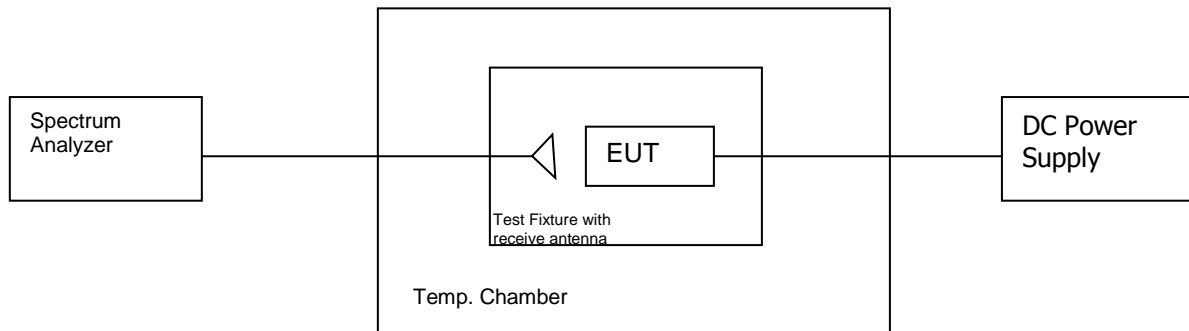 Spectrum
Analyzer
EUT
DC Power
Supply
Test Fixture with
receive antenna
Temp. Chamber